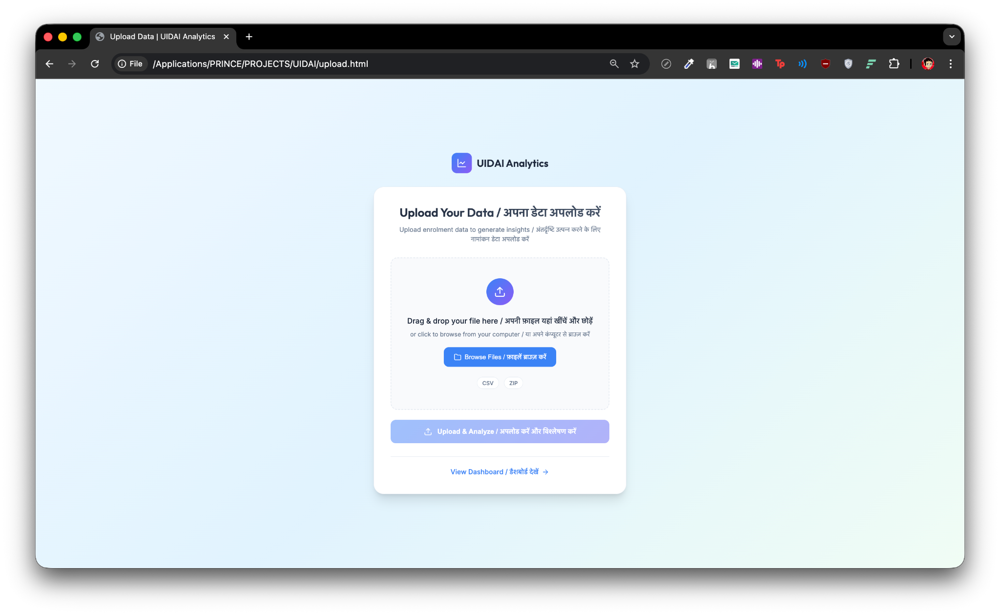 Upload Data | UIDAI Analytics
File /Applications/PRINCE/PROJECTS/UIDAI/upload.html
Tp
UIDAI Analytics
Upload Your Data / अपना डेटा अपलोड करें
Upload enrolment data to generate insights / अंतर्दृष्टि उत्पन्न करने के लिए
नामांकन डेटा अपलोड करें
Drag & drop your file here / अपनी फ़ाइल यहां खींचें और छोड़ें
or click to browse from your computer / या अपने कंप्यूटर से ब्राउज़ करें
Browse Files / फ़ाइलें ब्राउज़ करें
CSV ZIP
Upload & Analyze / अपलोड करें और विश्लेषण करें
View Dashboard / डैशबोर्ड देखें →